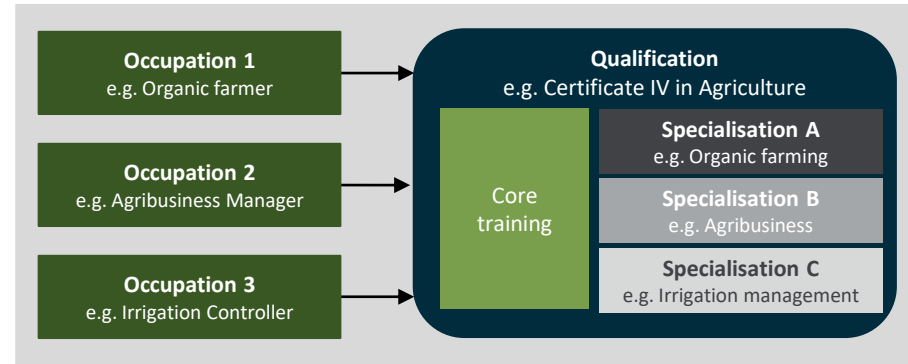 Occupation 1
e.g. Organic farmer
Occupation 2
e.g. Agribusiness Manager
Occupation 3
e.g. Irrigation Controller
Qualification
e.g. Certificate IV in Agriculture
Core
training
Specialisation A
e.g. Organic farming
Specialisation B
e.g. Agribusiness
Specialisation C
e.g. Irrigation management